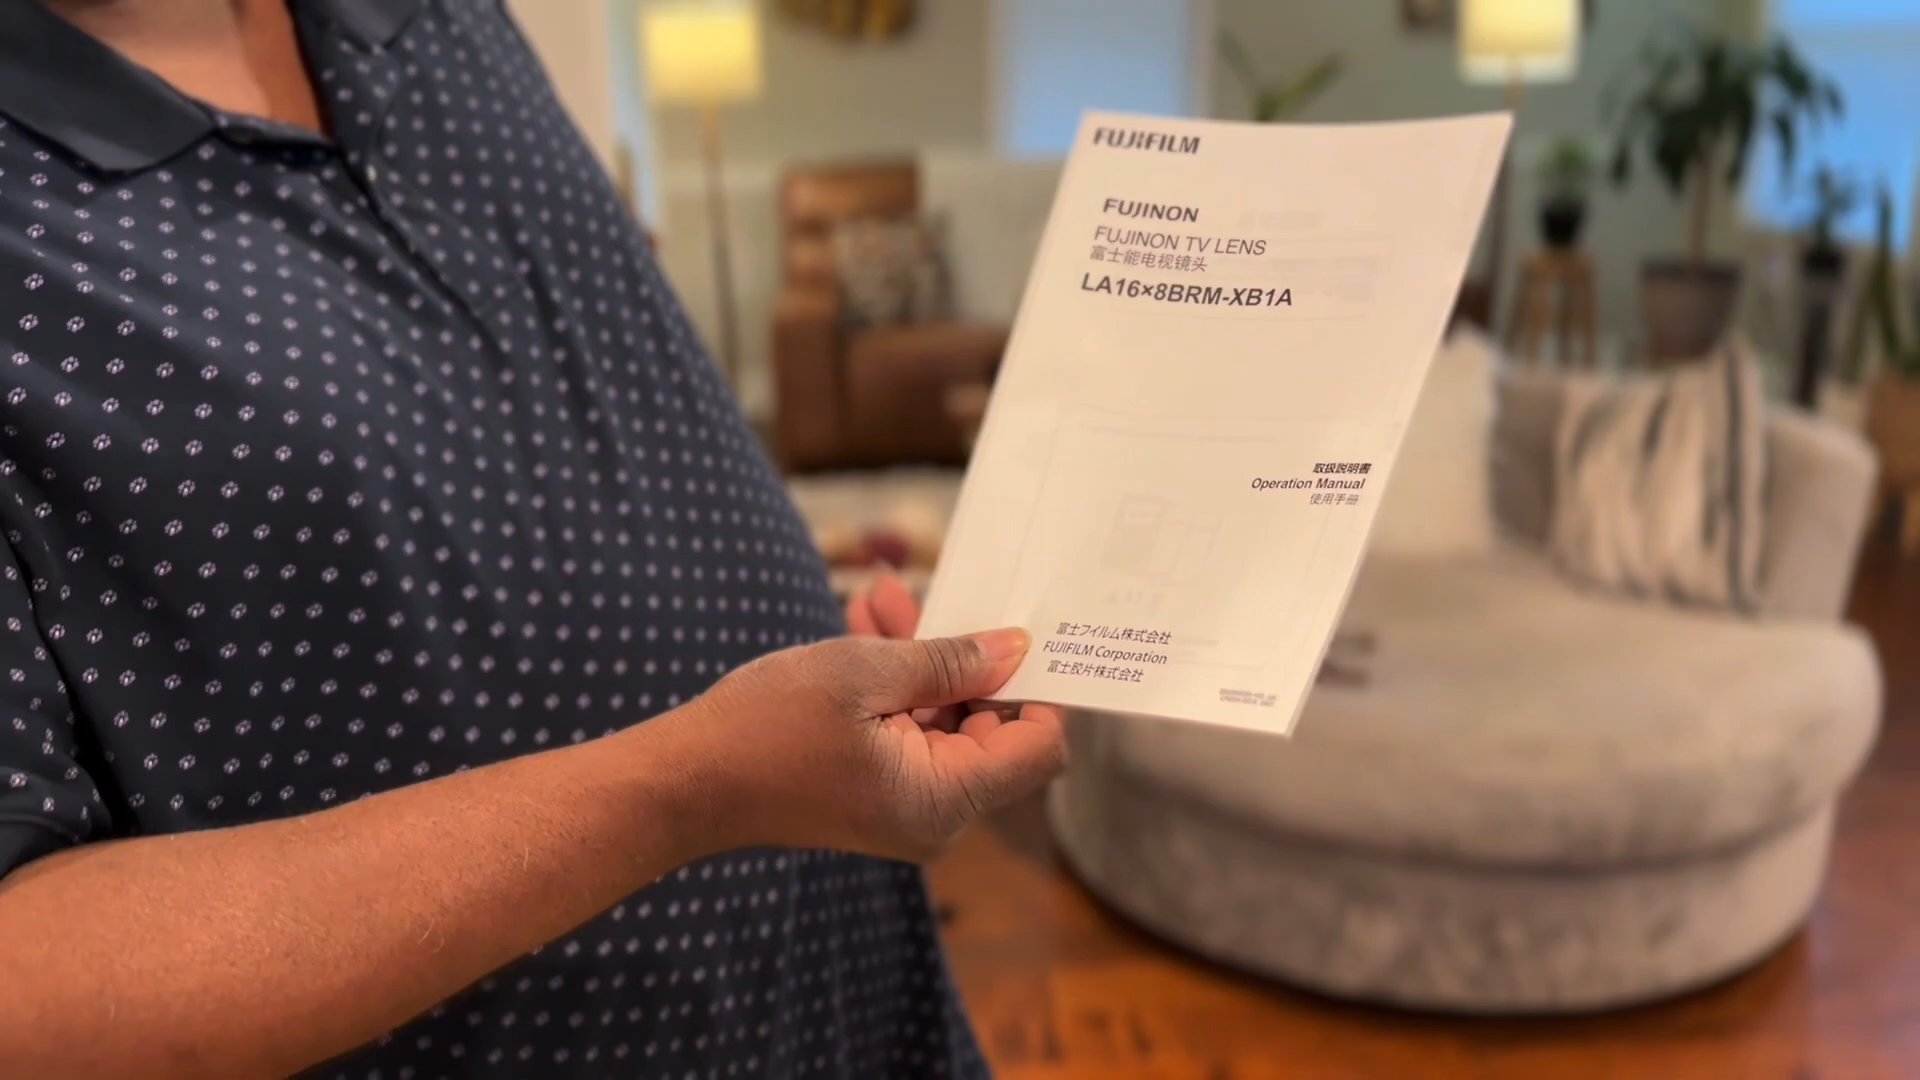 FUJIFILM
FUJINON
FUJINON TV LENS
富士能电视镜头
LA16×8BRM-XB1A
取扱説明書
Operation Manual
使用手册
富士フイルム株式会社
FUJIFILM Corporation
富士胶片株式会社